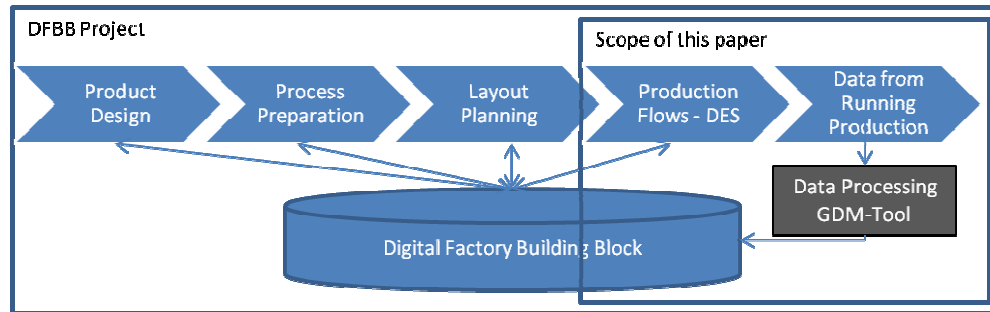 DFBB Project
Scope of this paper
Product
Design
Process
Preparation
Layout
Planning
Production
Flows - DES
Data from
Running
Production
Data Processing
GDM-Tool
Digital Factory Building Block